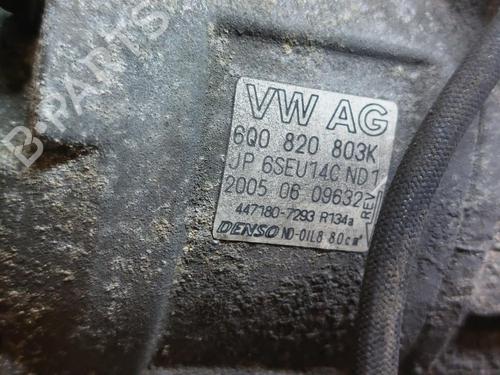 VW AG
6Q0 820 803K
JP 6SEU14C ND1
2005 06 09632
REV
447180-7293 R134a
DENSO ND-OIL8 80cm³
B-PARTS